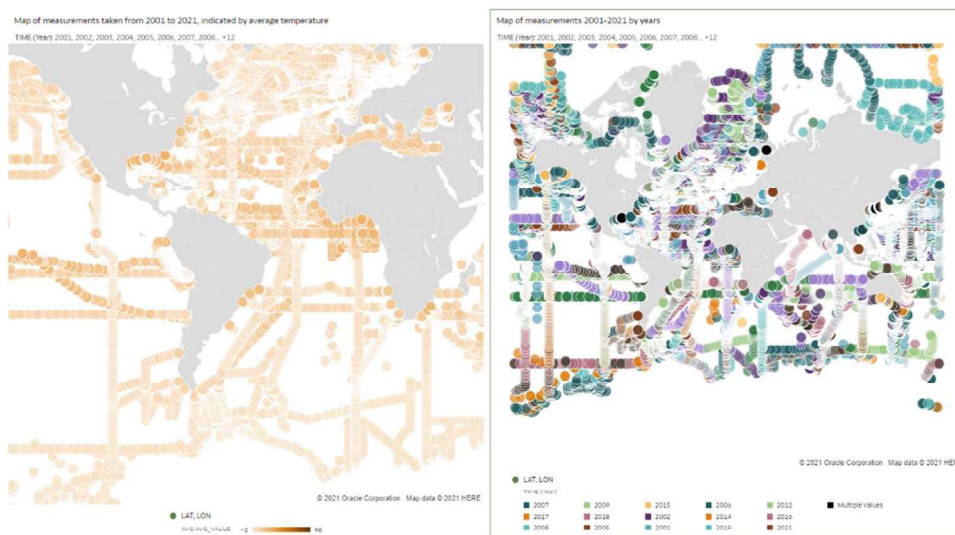 Map of measurements taken from 2001 to 2021, indicated by average temperature
TIME (Year): 2001, 2002, 2003, 2004, 2005, 2006, 2007, 2008... +12
© 2021 Oracle Corporation Map data © 2021 HERE
LAT, LON
AVG AVG_VALUE -2
Map of measurements 2001-2021 by years
TIME (Year): 2001, 2002, 2003, 2004, 2005, 2006, 2007, 2008... +12
© 2021 Oracle Corporation Map data © 2021 HERE
LAT, LON
TIME (Year)
2007 2009 2015 2006 2012 Multiple Values
2017 2018 2002 2014 2016
2008 2005 2001 2019 2021